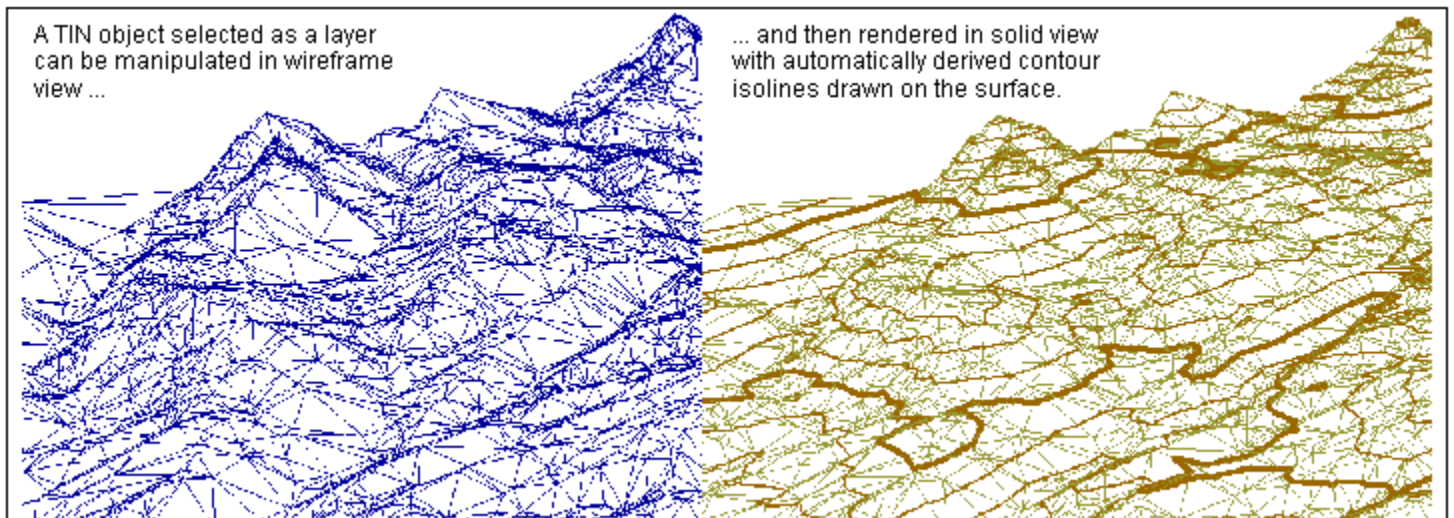 A TIN object selected as a layer
can be manipulated in wireframe
view ...
... and then rendered in solid view
with automatically derived contour
isolines drawn on the surface.